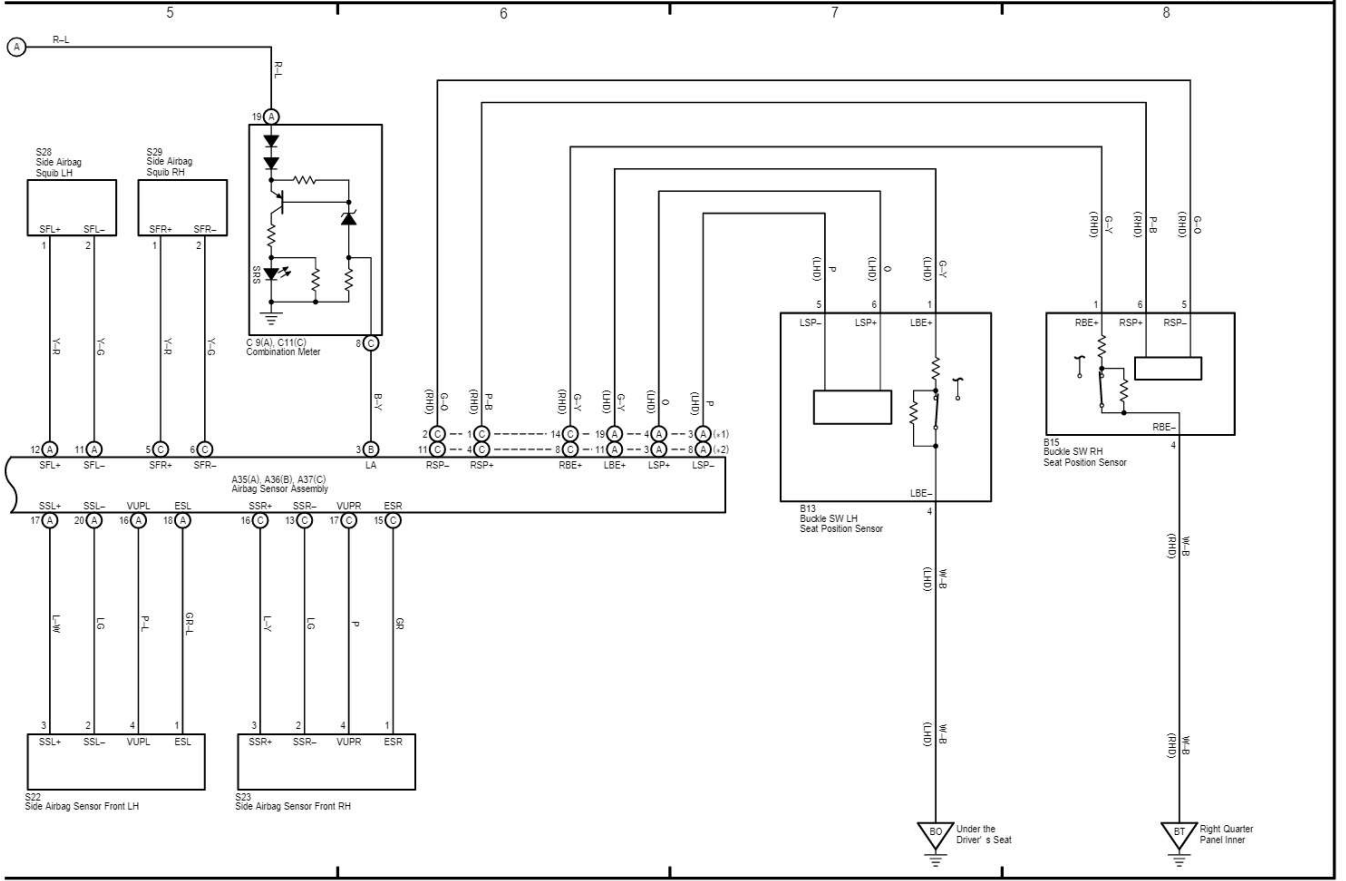 5 6 7 8
A R–L
R–L
19 A
S28
Side Airbag
Squib LH
S29
Side Airbag
Squib RH
SFL+ SFL– SFR+ SFR–
1 2 1 2
SRS
C 9(A), C11(C)
Combination Meter
8 C
Y–R Y–G Y–R Y–G
B–Y
(RHD) G–Y
(RHD) P–B
(RHD) G–O
(LHD) P
(LHD) O
(LHD) G–Y
5 6 1
LSP– LSP+ LBE+
1 6 5
RBE+ RSP+ RSP–
RBE–
4
B15
Buckle SW RH
Seat Position Sensor
LBE–
4
B13
Buckle SW LH
Seat Position Sensor
(RHD) G–O
(RHD) P–B
(RHD) G–Y
(LHD) G–Y
(LHD) O
(LHD) P
2 C 1 C 14 C 19 A 4 A 3 A (*1)
12 A 11 A 5 C 6 C 3 B 11 C 4 C 8 C 11 A 3 A 8 A (*2)
SFL+ SFL– SFR+ SFR– LA RSP– RSP+ RBE+ LBE+ LSP+ LSP–
A35(A), A36(B), A37(C)
Airbag Sensor Assembly
SSL+ SSL– VUPL ESL SSR+ SSR– VUPR ESR
17 A 20 A 16 A 18 A 16 C 13 C 17 C 15 C
L–W LG P–L GR–L L–Y LG P GR
(LHD) W–B
(RHD) W–B
(LHD) W–B
(RHD) W–B
3 2 4 1 3 2 4 1
SSL+ SSL– VUPL ESL SSR+ SSR– VUPR ESR
S22
Side Airbag Sensor Front LH
S23
Side Airbag Sensor Front RH
BO Under the
Driver' s Seat
BT Right Quarter
Panel Inner